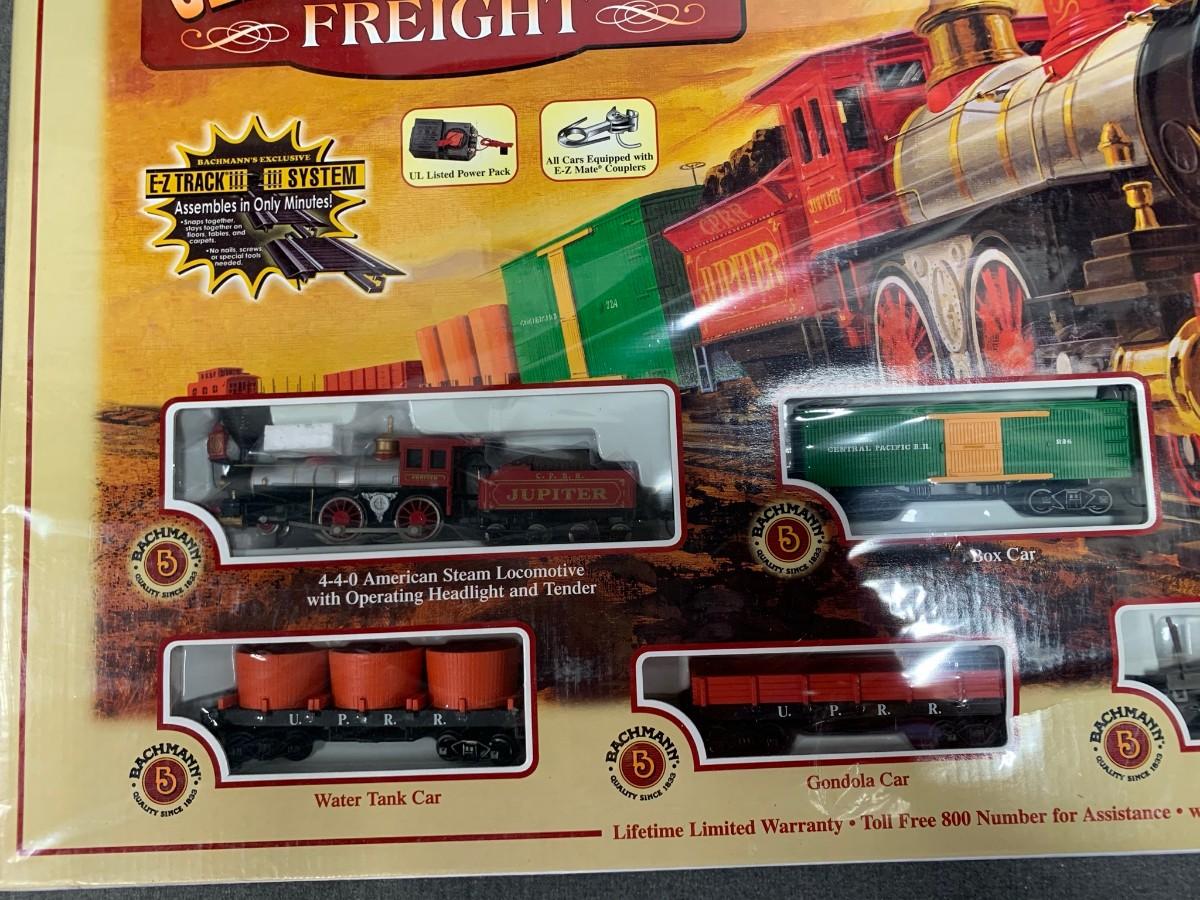 FREIGHT
BACHMANN'S EXCLUSIVE
E-Z TRACK SYSTEM
Assembles in Only Minutes!
•Snaps together,
stays together on
floors, tables, and
carpets.
•No nails, screws,
or special tools
needed.
UL Listed Power Pack
All Cars Equipped with
E-Z Mate® Couplers
JUPITER
C.P.R.R.
JUPITER
224
JUPITER
C. P. R. R.
JUPITER
CENTRAL PACIFIC R.R.
BACHMANN
QUALITY SINCE 1833
4-4-0 American Steam Locomotive
with Operating Headlight and Tender
BACHMANN
QUALITY SINCE 1833
Box Car
U. P. R. R.
BACHMANN
QUALITY SINCE 1833
Water Tank Car
U. P. R. R.
BACHMANN
QUALITY SINCE 1833
Gondola Car
BACHMANN
QUALITY SINCE 1833
Lifetime Limited Warranty • Toll Free 800 Number for Assistance •